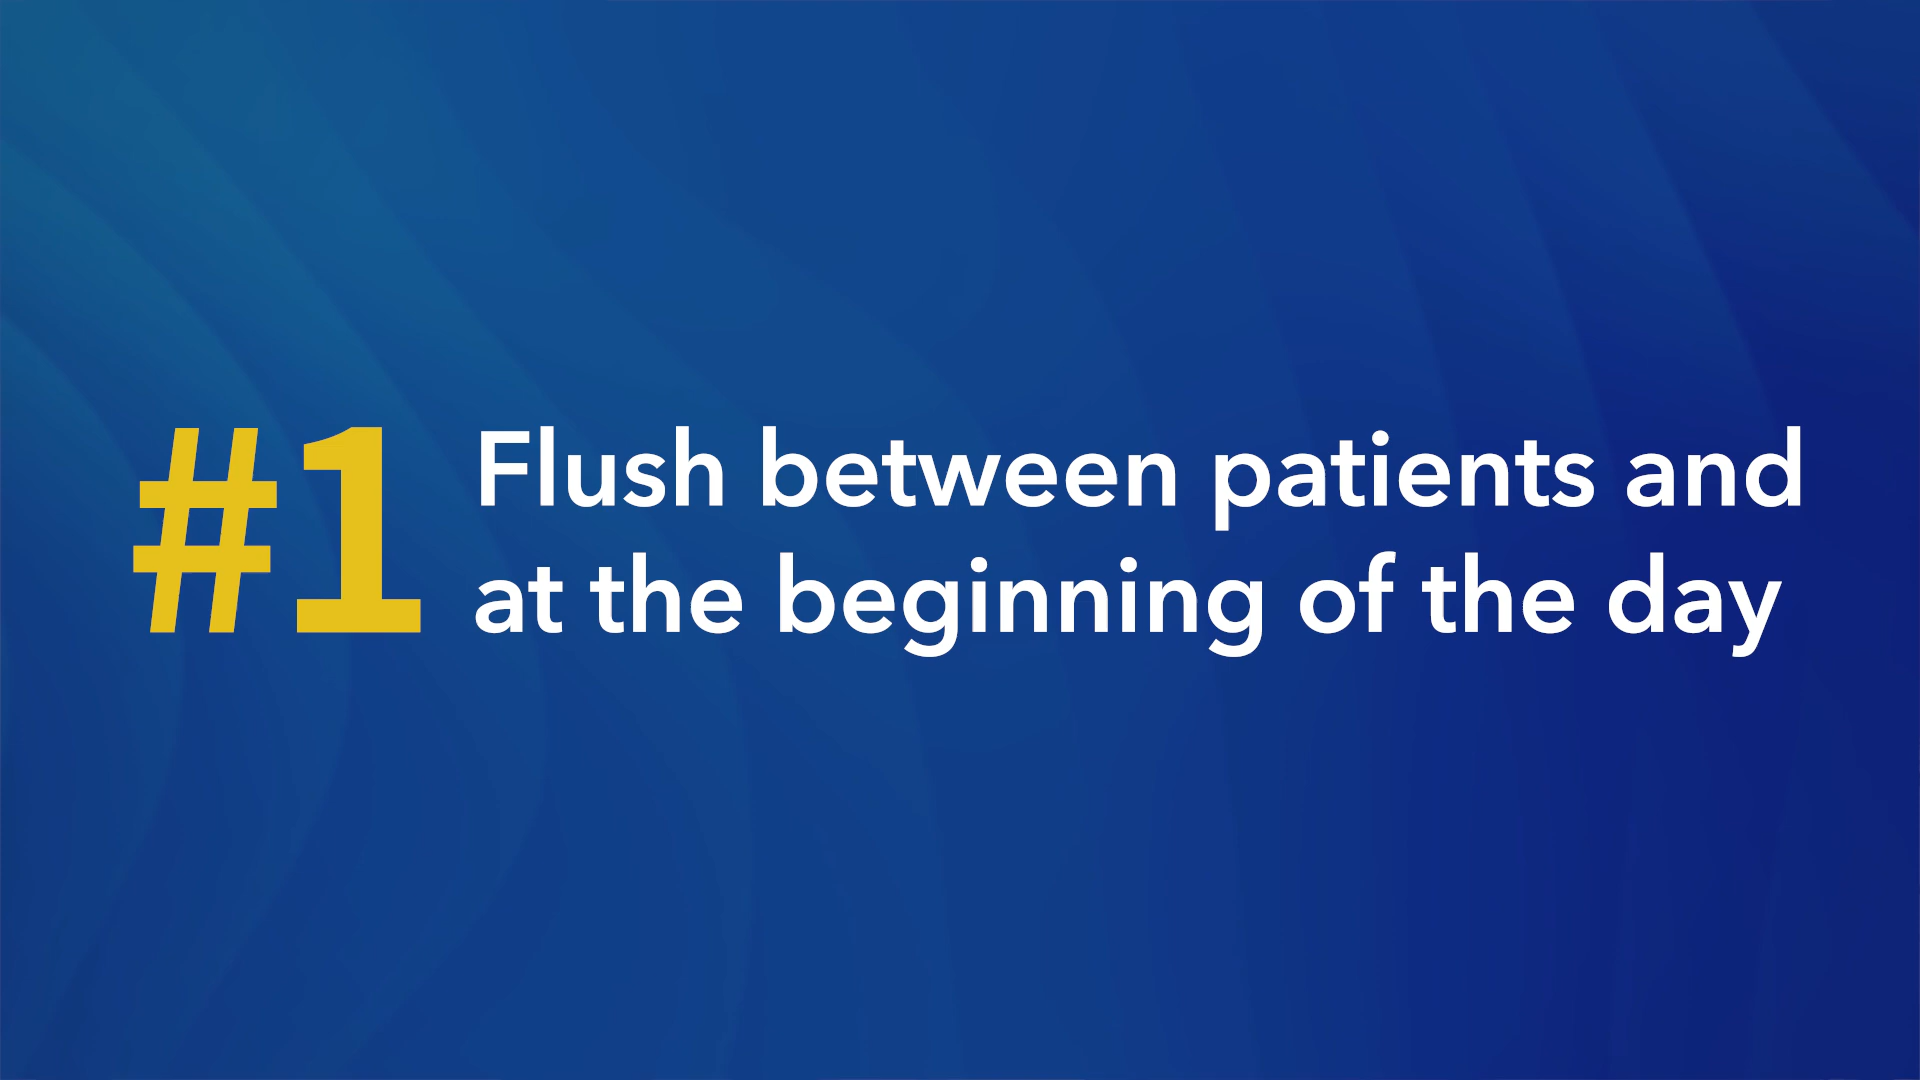 #1 Flush between patients and
at the beginning of the day